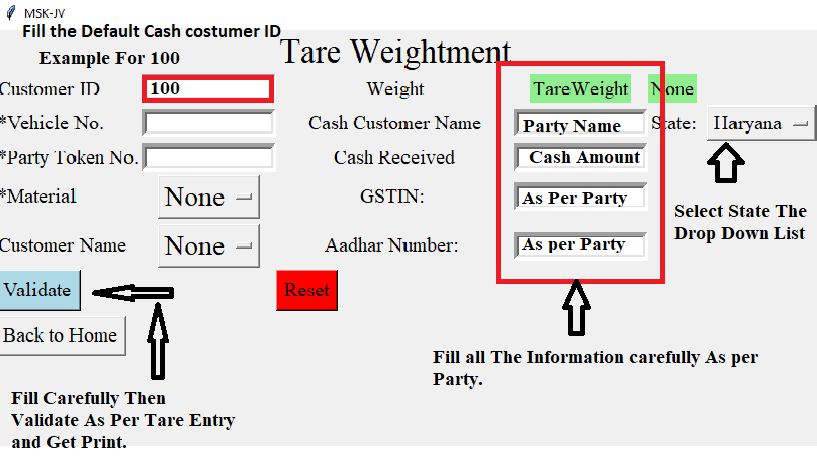 MSK-JV
Fill the Default Cash costumer ID
Example For 100
Tare Weightment
Customer ID 100 Weight TareWeight None
*Vehicle No. Cash Customer Name Party Name State: Haryana
*Party Token No. Cash Received Cash Amount
*Material None GSTIN: As Per Party
Select State The
Drop Down List
Customer Name None Aadhar Number: As per Party
Validate Reset
Back to Home
Fill all The Information carefully As per
Party.
Fill Carefully Then
Validate As Per Tare Entry
and Get Print.